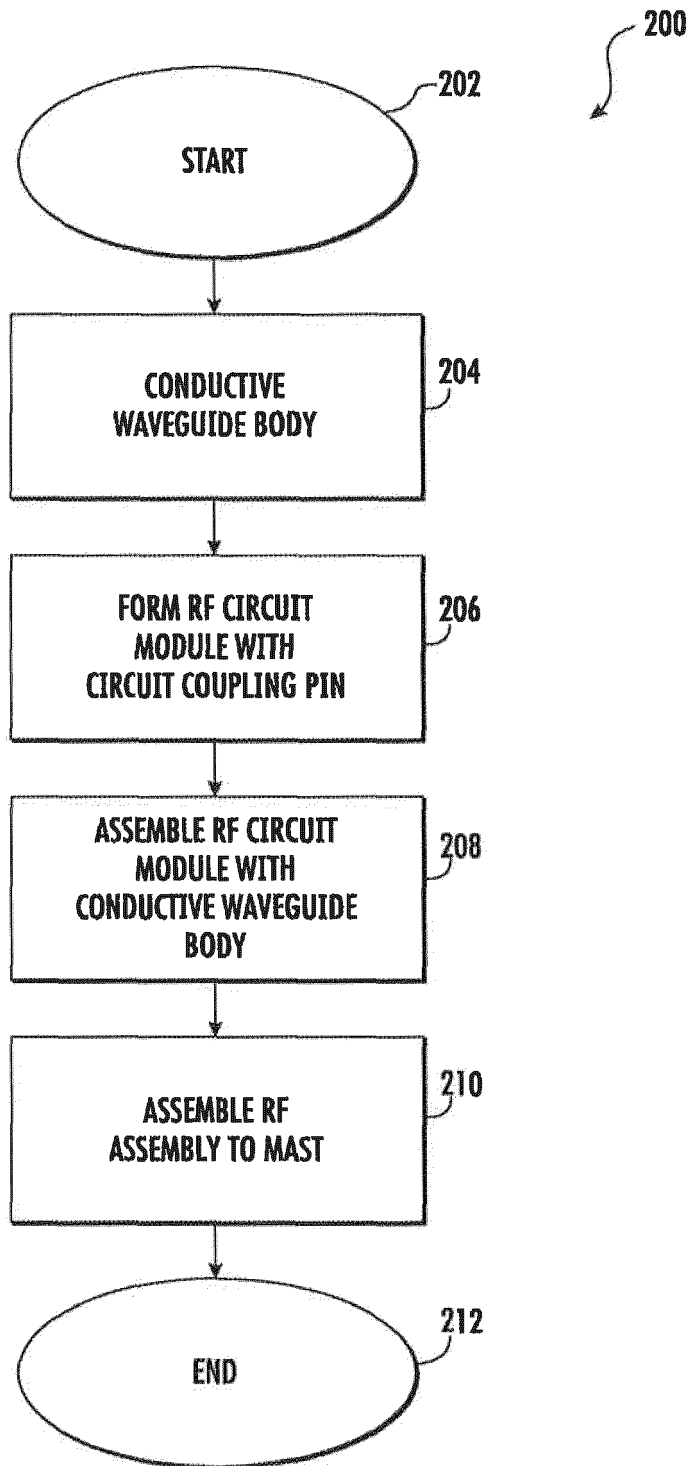 200
202
START
204
CONDUCTIVE
WAVEGUIDE BODY
206
FORM RF CIRCUIT
MODULE WITH
CIRCUIT COUPLING PIN
208
ASSEMBLE RF CIRCUIT
MODULE WITH
CONDUCTIVE WAVEGUIDE
BODY
210
ASSEMBLE RF
ASSEMBLY TO MAST
212
END